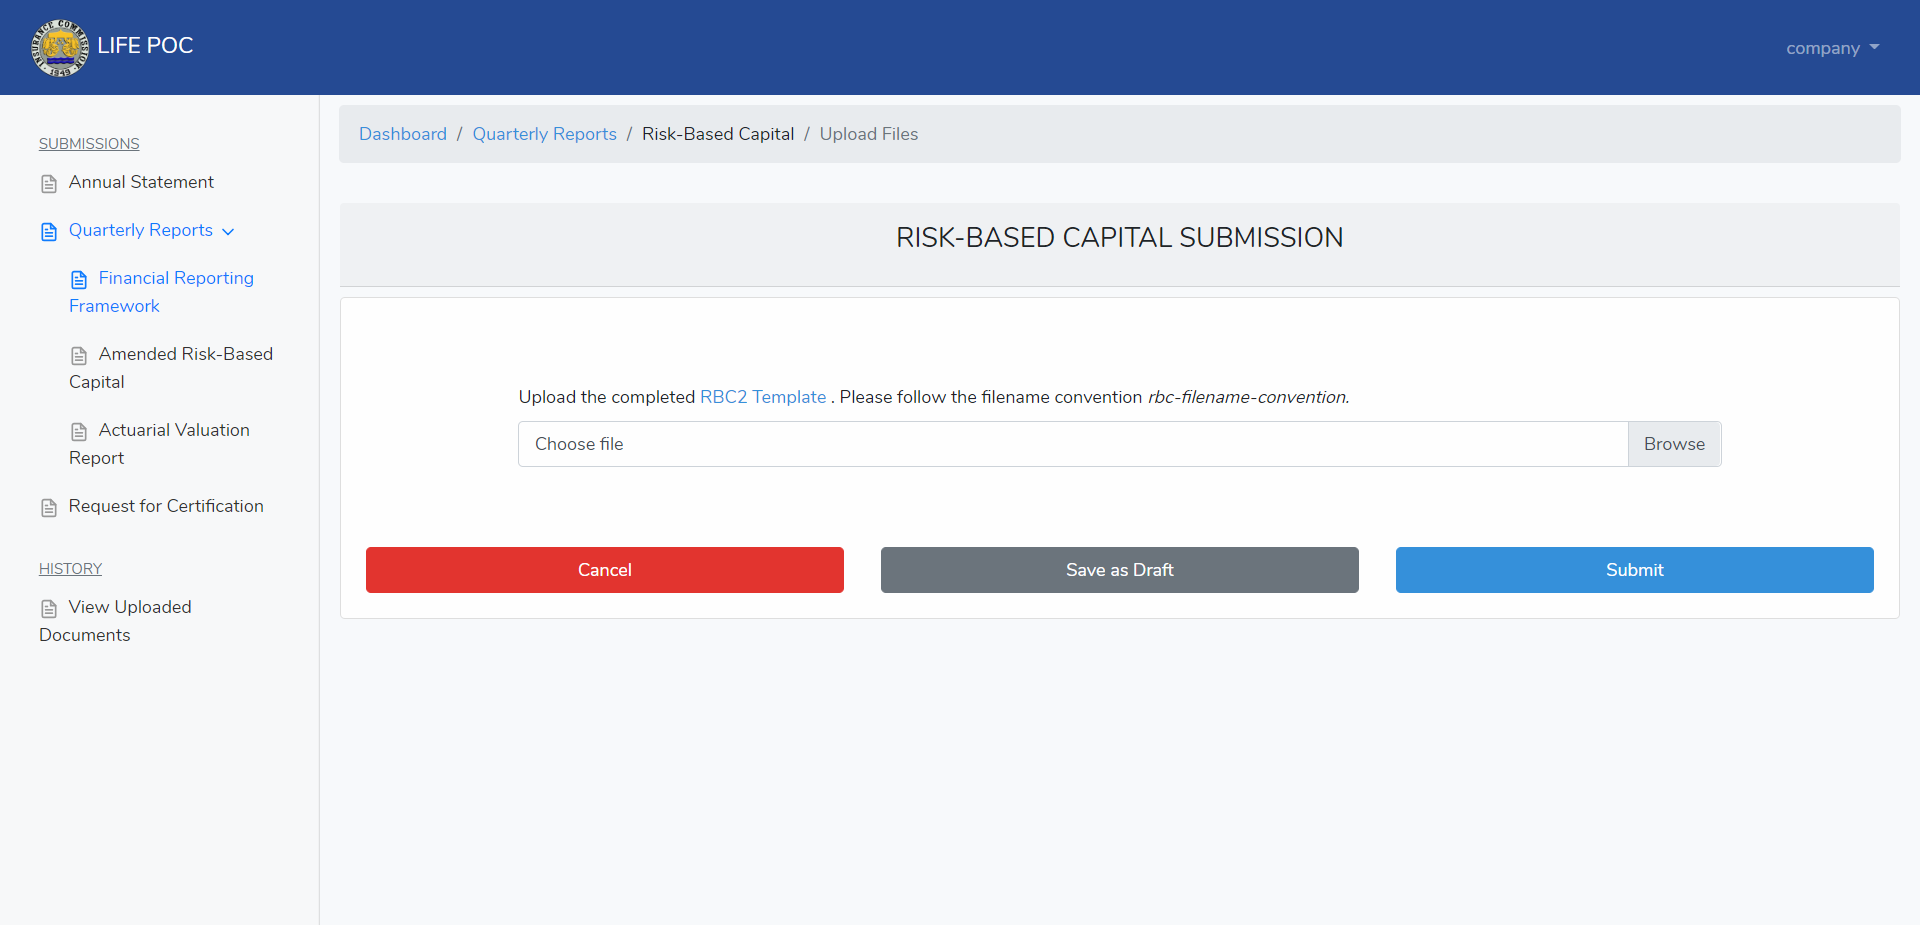 INSURANCE COMMISSION
1949
LIFE POC
company
SUBMISSIONS
Annual Statement
Quarterly Reports
Financial Reporting
Framework
Amended Risk-Based
Capital
Actuarial Valuation
Report
Request for Certification
HISTORY
View Uploaded
Documents
Dashboard / Quarterly Reports / Risk-Based Capital / Upload Files
RISK-BASED CAPITAL SUBMISSION
Upload the completed RBC2 Template . Please follow the filename convention rbc-filename-convention.
Choose file
Browse
Cancel
Save as Draft
Submit